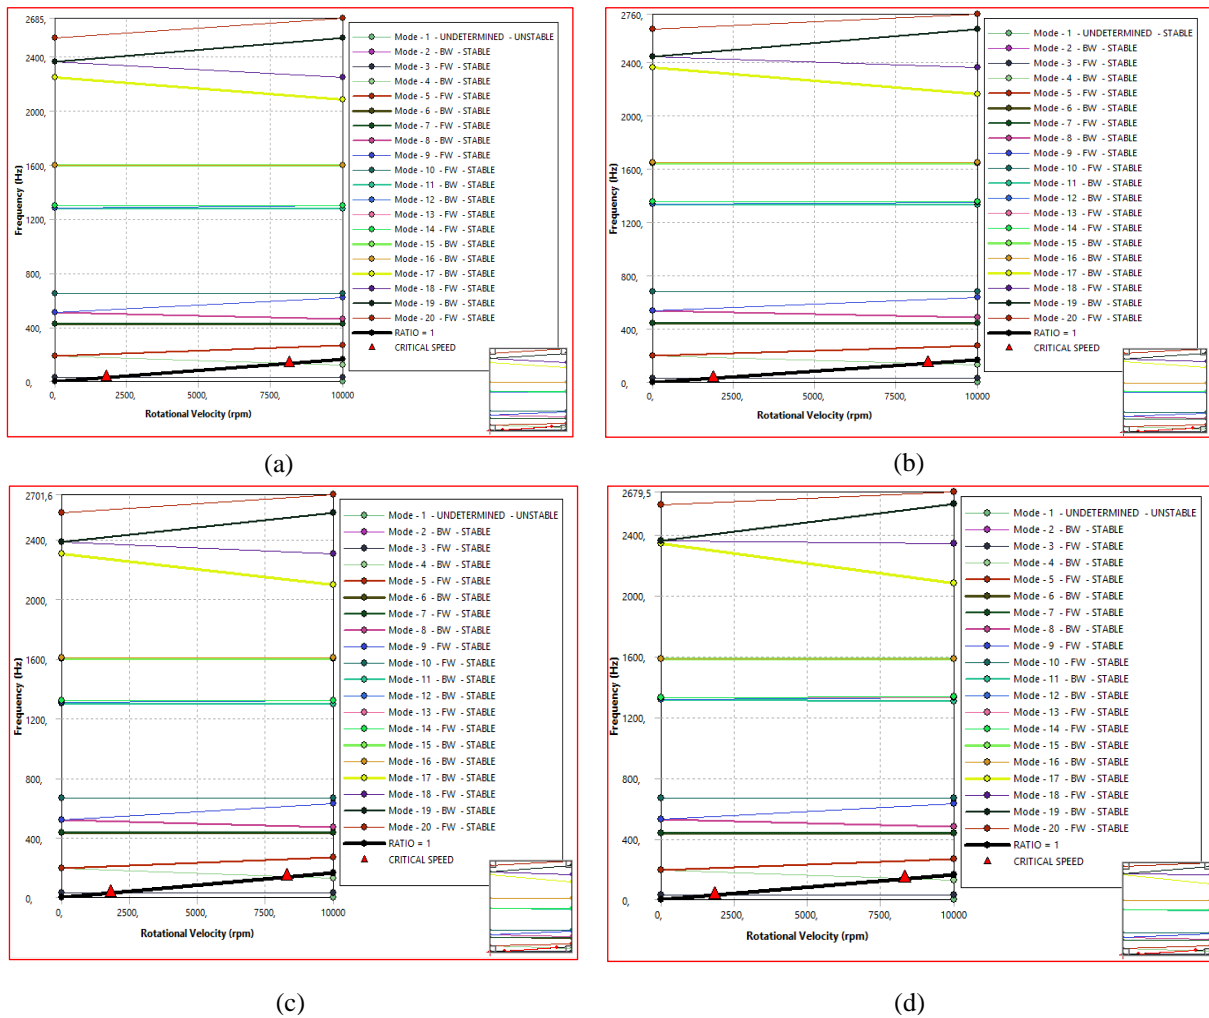 2685,
2400,
2000,
1600,
1200,
800,
400,
0,
Frequency (Hz)
0,
2500,
5000,
7500,
10000
Rotational Velocity (rpm)
Mode - 1 - UNDETERMINED - UNSTABLE
Mode - 2 - BW - STABLE
Mode - 3 - FW - STABLE
Mode - 4 - BW - STABLE
Mode - 5 - FW - STABLE
Mode - 6 - BW - STABLE
Mode - 7 - FW - STABLE
Mode - 8 - BW - STABLE
Mode - 9 - FW - STABLE
Mode - 10 - FW - STABLE
Mode - 11 - BW - STABLE
Mode - 12 - BW - STABLE
Mode - 13 - FW - STABLE
Mode - 14 - FW - STABLE
Mode - 15 - BW - STABLE
Mode - 16 - BW - STABLE
Mode - 17 - BW - STABLE
Mode - 18 - FW - STABLE
Mode - 19 - BW - STABLE
Mode - 20 - FW - STABLE
RATIO = 1
CRITICAL SPEED
(a)
2760,
2400,
2000,
1600,
1200,
800,
400,
0,
Frequency (Hz)
0,
2500,
5000,
7500,
10000
Rotational Velocity (rpm)
Mode - 1 - UNDETERMINED - STABLE
Mode - 2 - BW - STABLE
Mode - 3 - FW - STABLE
Mode - 4 - BW - STABLE
Mode - 5 - FW - STABLE
Mode - 6 - BW - STABLE
Mode - 7 - FW - STABLE
Mode - 8 - BW - STABLE
Mode - 9 - FW - STABLE
Mode - 10 - FW - STABLE
Mode - 11 - BW - STABLE
Mode - 12 - BW - STABLE
Mode - 13 - FW - STABLE
Mode - 14 - FW - STABLE
Mode - 15 - BW - STABLE
Mode - 16 - BW - STABLE
Mode - 17 - BW - STABLE
Mode - 18 - FW - STABLE
Mode - 19 - BW - STABLE
Mode - 20 - FW - STABLE
RATIO = 1
CRITICAL SPEED
(b)
2701,6
2400,
2000,
1600,
1200,
800,
400,
0,
Frequency (Hz)
0,
2500,
5000,
7500,
10000
Rotational Velocity (rpm)
Mode - 1 - UNDETERMINED - UNSTABLE
Mode - 2 - BW - STABLE
Mode - 3 - FW - STABLE
Mode - 4 - BW - STABLE
Mode - 5 - FW - STABLE
Mode - 6 - BW - STABLE
Mode - 7 - FW - STABLE
Mode - 8 - BW - STABLE
Mode - 9 - FW - STABLE
Mode - 10 - FW - STABLE
Mode - 11 - BW - STABLE
Mode - 12 - BW - STABLE
Mode - 13 - FW - STABLE
Mode - 14 - FW - STABLE
Mode - 15 - BW - STABLE
Mode - 16 - BW - STABLE
Mode - 17 - BW - STABLE
Mode - 18 - FW - STABLE
Mode - 19 - BW - STABLE
Mode - 20 - FW - STABLE
RATIO = 1
CRITICAL SPEED
(c)
2679,5
2400,
2000,
1600,
1200,
800,
400,
0,
Frequency (Hz)
0,
2500,
5000,
7500,
10000
Rotational Velocity (rpm)
Mode - 1 - UNDETERMINED - UNSTABLE
Mode - 2 - BW - STABLE
Mode - 3 - FW - STABLE
Mode - 4 - BW - STABLE
Mode - 5 - FW - STABLE
Mode - 6 - BW - STABLE
Mode - 7 - FW - STABLE
Mode - 8 - BW - STABLE
Mode - 9 - FW - STABLE
Mode - 10 - FW - STABLE
Mode - 11 - BW - STABLE
Mode - 12 - BW - STABLE
Mode - 13 - FW - STABLE
Mode - 14 - FW - STABLE
Mode - 15 - BW - STABLE
Mode - 16 - BW - STABLE
Mode - 17 - BW - STABLE
Mode - 18 - FW - STABLE
Mode - 19 - BW - STABLE
Mode - 20 - FW - STABLE
RATIO = 1
CRITICAL SPEED
(d)